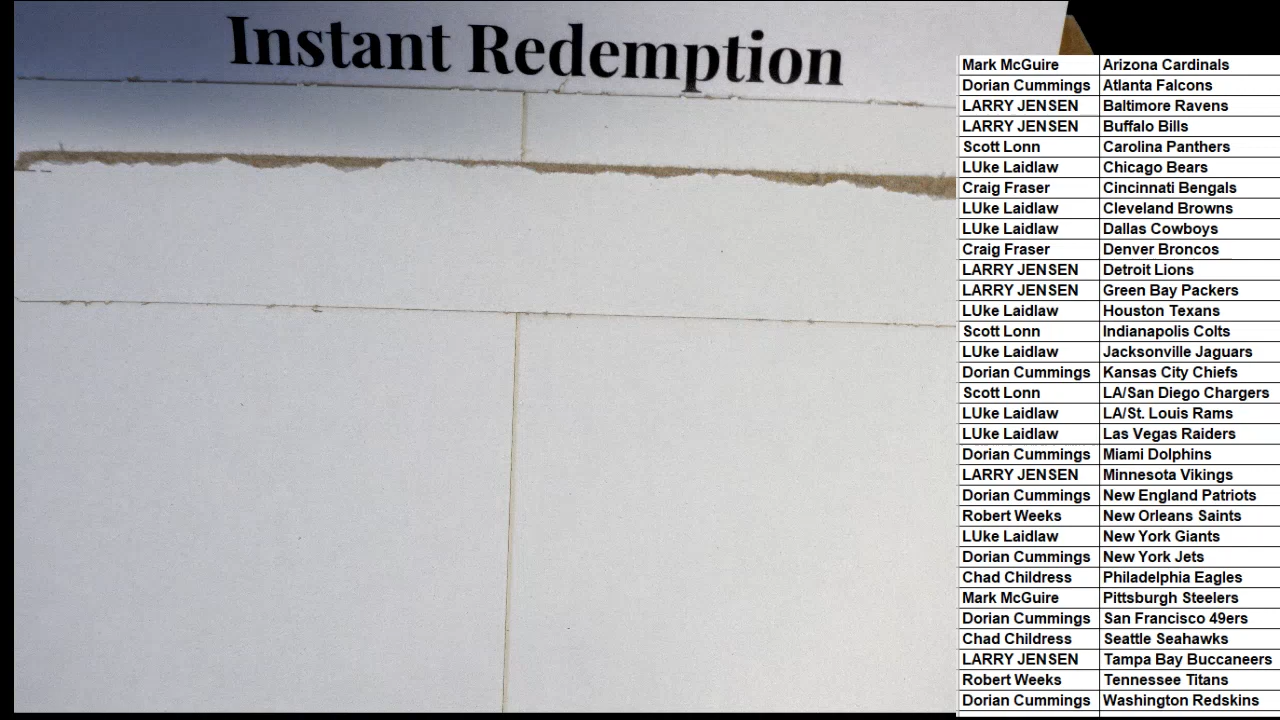 Instant Redemption
Mark McGuire Arizona Cardinals
Dorian Cummings Atlanta Falcons
LARRY JENSEN Baltimore Ravens
LARRY JENSEN Buffalo Bills
Scott Lonn Carolina Panthers
LUke Laidlaw Chicago Bears
Craig Fraser Cincinnati Bengals
LUke Laidlaw Cleveland Browns
LUke Laidlaw Dallas Cowboys
Craig Fraser Denver Broncos
LARRY JENSEN Detroit Lions
LARRY JENSEN Green Bay Packers
LUke Laidlaw Houston Texans
Scott Lonn Indianapolis Colts
LUke Laidlaw Jacksonville Jaguars
Dorian Cummings Kansas City Chiefs
Scott Lonn LA/San Diego Chargers
LUke Laidlaw LA/St. Louis Rams
LUke Laidlaw Las Vegas Raiders
Dorian Cummings Miami Dolphins
LARRY JENSEN Minnesota Vikings
Dorian Cummings New England Patriots
Robert Weeks New Orleans Saints
LUke Laidlaw New York Giants
Dorian Cummings New York Jets
Chad Childress Philadelphia Eagles
Mark McGuire Pittsburgh Steelers
Dorian Cummings San Francisco 49ers
Chad Childress Seattle Seahawks
LARRY JENSEN Tampa Bay Buccaneers
Robert Weeks Tennessee Titans
Dorian Cummings Washington Redskins